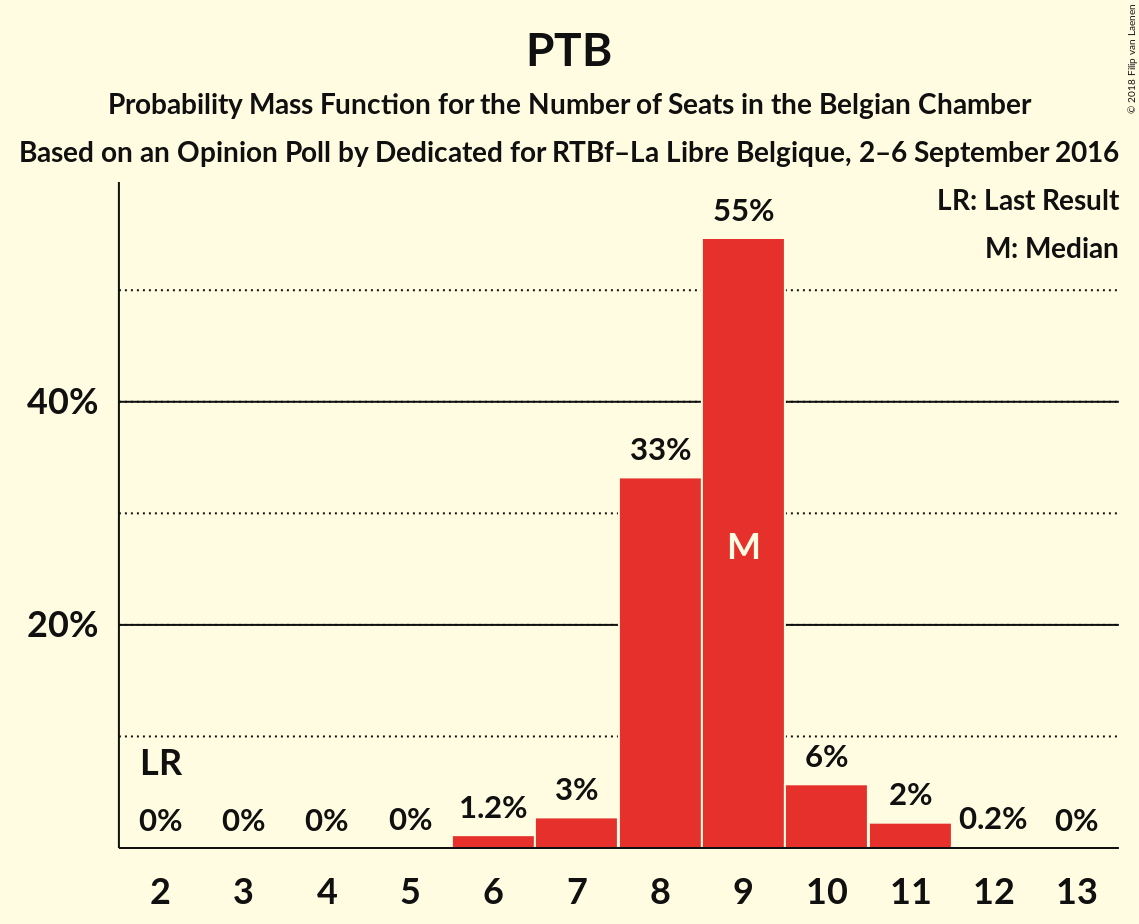 PTB
Probability Mass Function for the Number of Seats in the Belgian Chamber
Based on an Opinion Poll by Dedicated for RTBf–La Libre Belgique, 2–6 September 2016
© 2018 Filip van Laenen
LR: Last Result
M: Median
55%
40%
33%
M
20%
LR
0% 0% 0% 0% 1.2% 3% 6% 2% 0.2% 0%
2 3 4 5 6 7 8 9 10 11 12 13